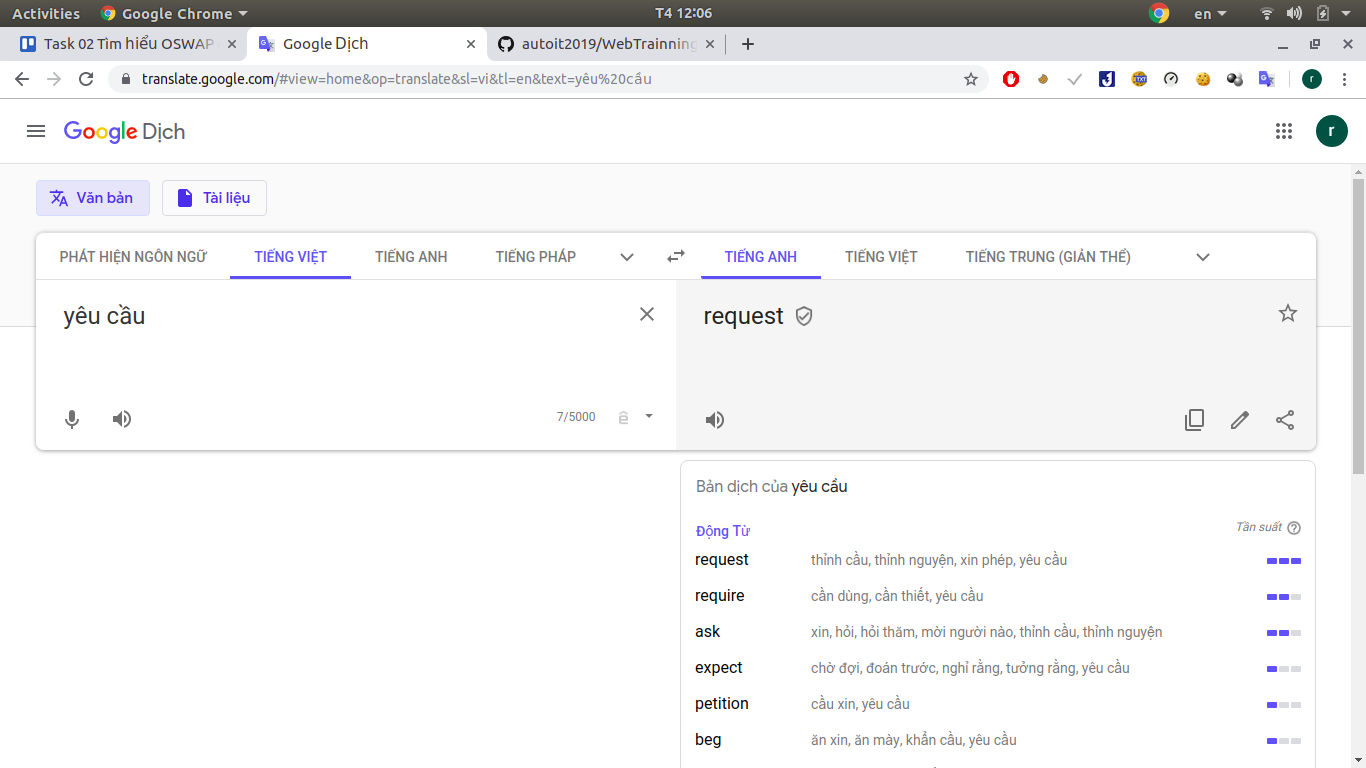 Activities Google Chrome T4 12:06 en
Task 02 Tìm hiểu OSWAP Google Dịch autoit2019/WebTrainning
translate.google.com/#view=home&op=translate&sl=vi&tl=en&text=yêu%20cầu
Google Dịch r
Văn bản Tài liệu
PHÁT HIỆN NGÔN NGỮ TIẾNG VIỆT TIẾNG ANH TIẾNG PHÁP TIẾNG ANH TIẾNG VIỆT TIẾNG TRUNG (GIẢN THỂ)
yêu cầu request
7/5000
Bản dịch của yêu cầu
Động Từ Tần suất
request thỉnh cầu, thỉnh nguyện, xin phép, yêu cầu
require cần dùng, cần thiết, yêu cầu
ask xin, hỏi, hỏi thăm, mời người nào, thỉnh cầu, thỉnh nguyện
expect chờ đợi, đoán trước, nghỉ rằng, tưởng rằng, yêu cầu
petition cầu xin, yêu cầu
beg ăn xin, ăn mày, khẩn cầu, yêu cầu